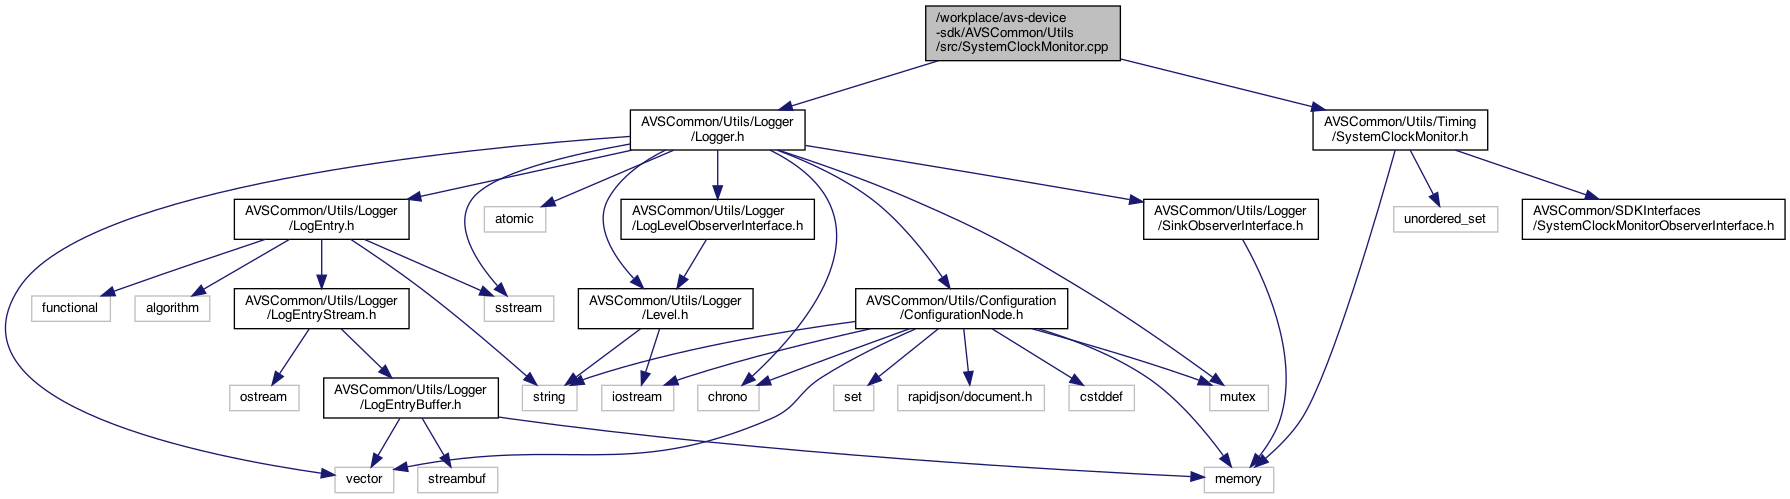 /workplace/avs-device
-sdk/AVSCommon/Utils
/src/SystemClockMonitor.cpp
AVSCommon/Utils/Logger
/Logger.h
AVSCommon/Utils/Timing
/SystemClockMonitor.h
AVSCommon/Utils/Logger
/LogEntry.h
atomic
AVSCommon/Utils/Logger
/LogLevelObserverInterface.h
AVSCommon/Utils/Logger
/SinkObserverInterface.h
unordered_set
AVSCommon/SDKInterfaces
/SystemClockMonitorObserverInterface.h
functional
algorithm
AVSCommon/Utils/Logger
/LogEntryStream.h
sstream
AVSCommon/Utils/Logger
/Level.h
AVSCommon/Utils/Configuration
/ConfigurationNode.h
ostream
AVSCommon/Utils/Logger
/LogEntryBuffer.h
string
iostream
chrono
set
rapidjson/document.h
cstddef
mutex
vector
streambuf
memory